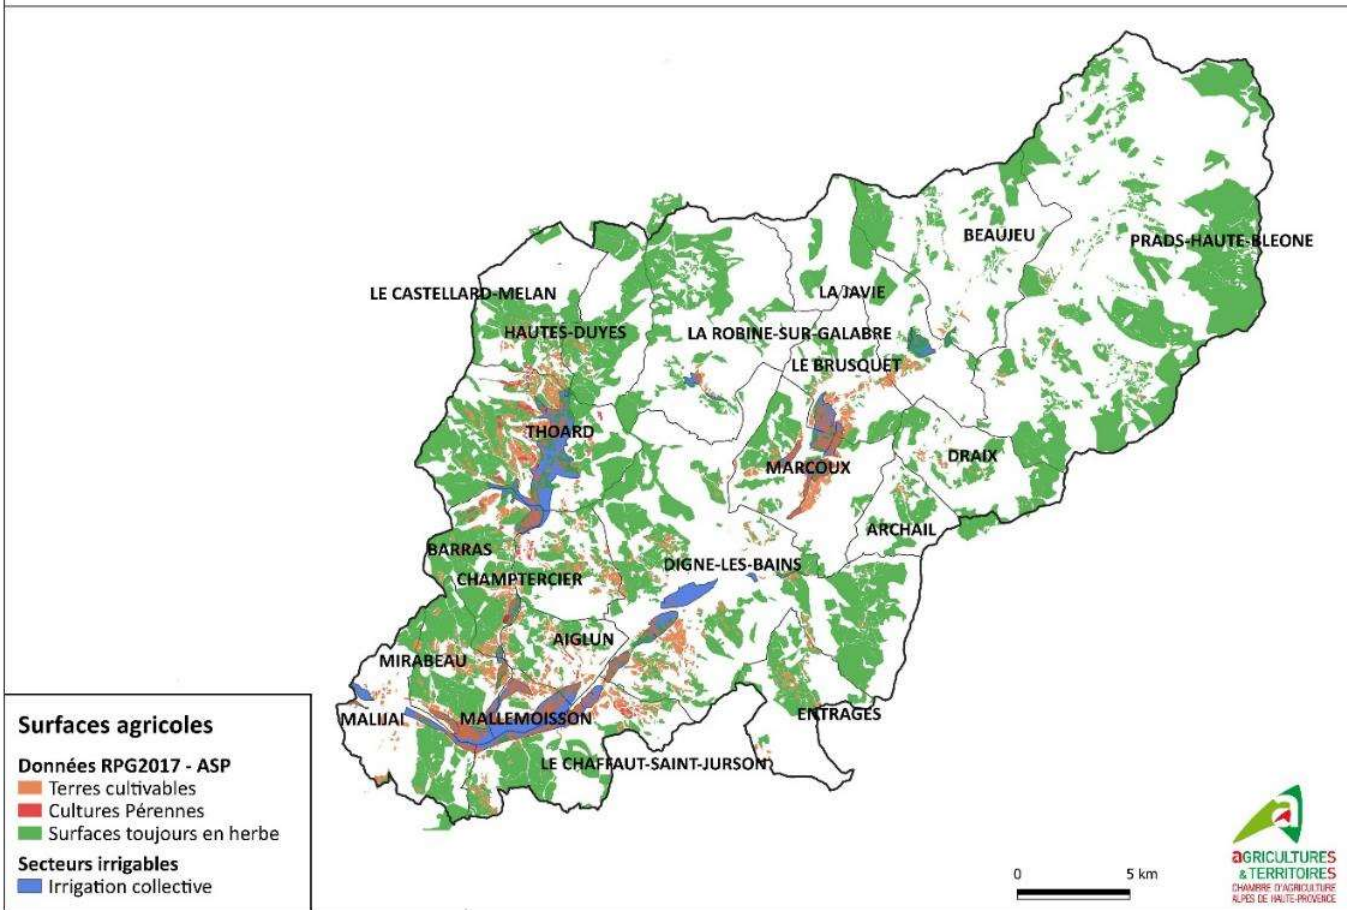 BEAUJEU
PRADS-HAUTE-BLEONE
LE CASTELLARD-MELAN
LA JAVIE
HAUTES-DUYES
LA ROBINE-SUR-GALABRE
LE BRUSQUET
THOARD
MARCOUX
DRAIX
ARCHAIL
BARRAS
DIGNE-LES-BAINS
CHAMPTERCIER
AIGLUN
MIRABEAU
MALIJAI
MALLEMOISSON
ENTRAGES
LE CHAFFAUT-SAINT-JURSON
Surfaces agricoles
Données RPG2017 - ASP
Terres cultivables
Cultures Pérennes
Surfaces toujours en herbe
Secteurs irrigables
Irrigation collective
0 5 km
aGRICULTURES
& TERRITOIRES
CHAMBRE D'AGRICULTURE
ALPES DE HAUTE-PROVENCE